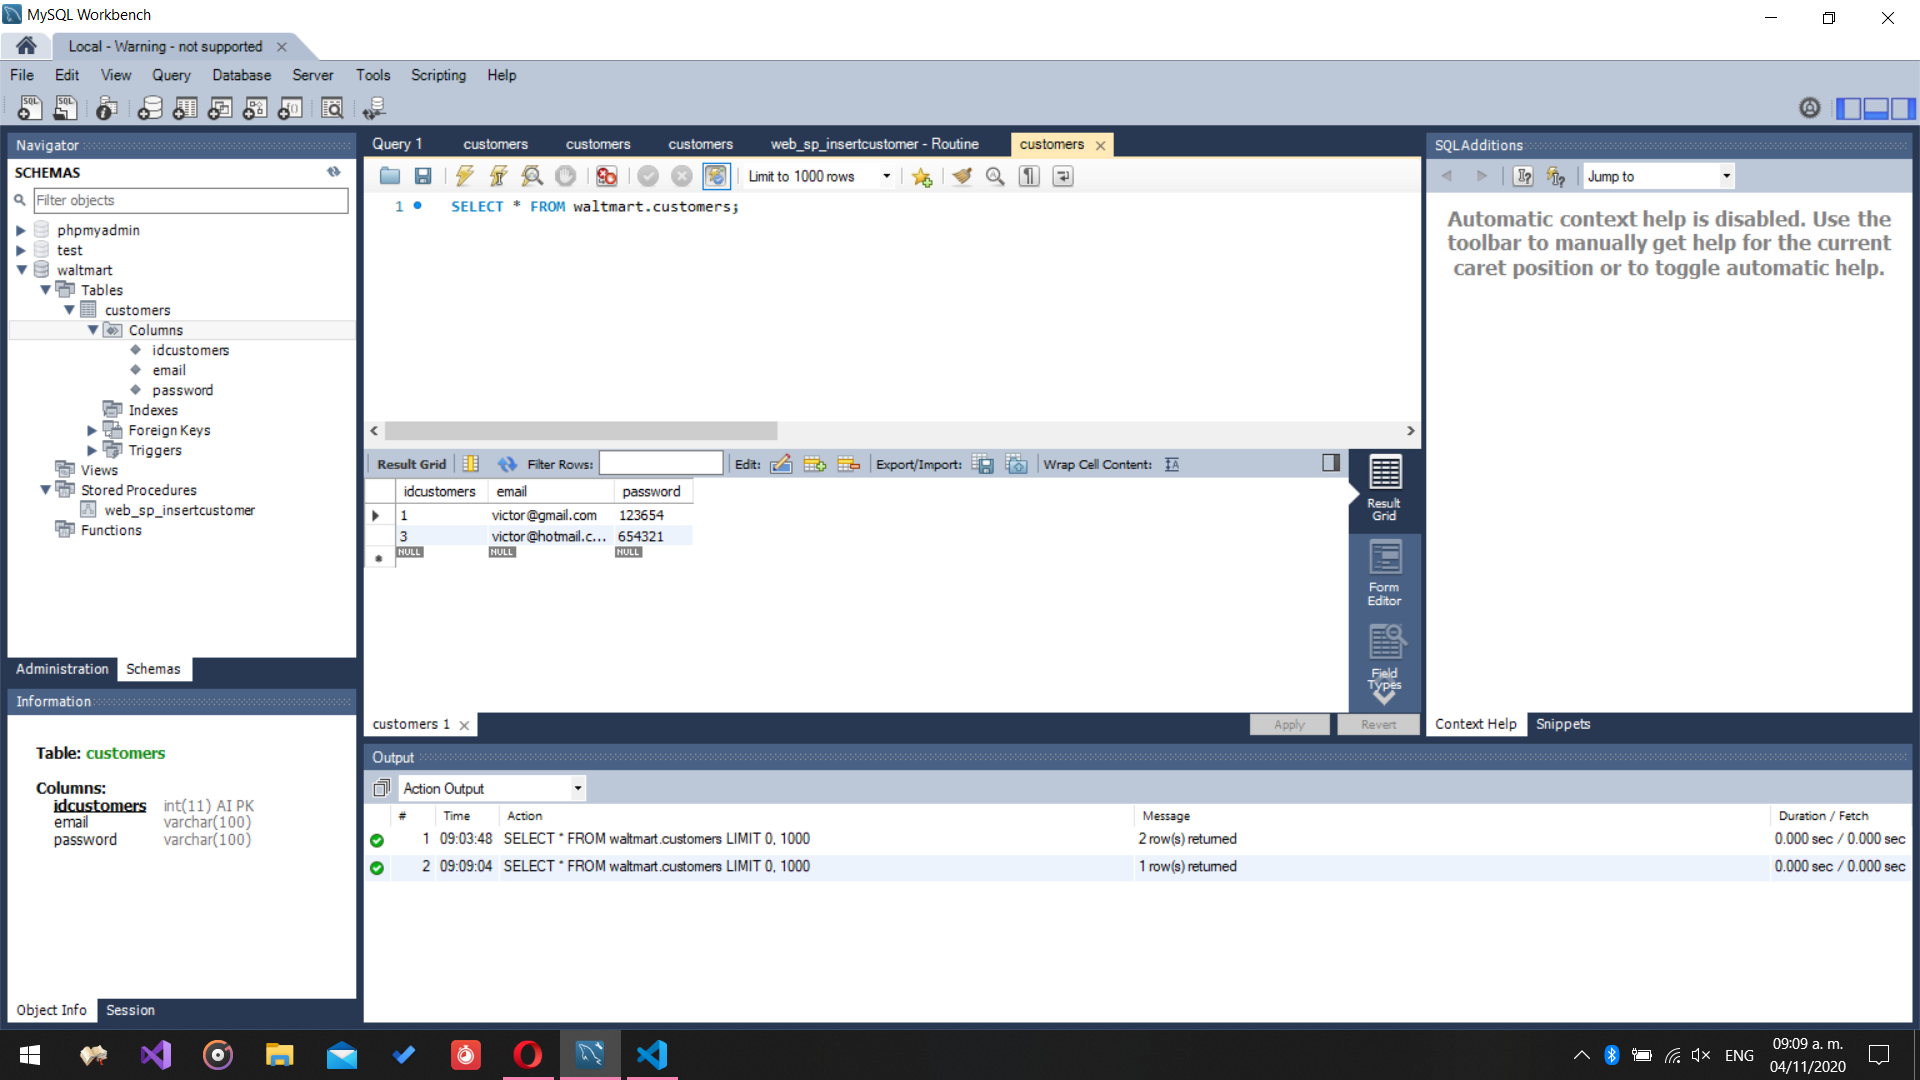 MySQL Workbench
Local - Warning - not supported
File Edit View Query Database Server Tools Scripting Help
Navigator
SCHEMAS
Filter objects
phpmyadmin
test
waltmart
Tables
customers
Columns
idcustomers
email
password
Indexes
Foreign Keys
Triggers
Views
Stored Procedures
web_sp_insertcustomer
Functions
Administration Schemas
Information
Table: customers
Columns:
idcustomers int(11) AI PK
email varchar(100)
password varchar(100)
Object Info Session
Query 1 customers customers customers web_sp_insertcustomer - Routine customers
Limit to 1000 rows
1 SELECT * FROM waltmart.customers;
Result Grid Filter Rows: Edit: Export/Import: Wrap Cell Content:
idcustomers email password
1 victor@gmail.com 123654
3 victor@hotmail.c... 654321
NULL NULL NULL
Result
Grid
Form
Editor
Field
Types
customers 1
Apply Revert
SQLAdditions
Jump to
Automatic context help is disabled. Use the
toolbar to manually get help for the current
caret position or to toggle automatic help.
Context Help Snippets
Output
Action Output
# Time Action Message Duration / Fetch
1 09:03:48 SELECT * FROM waltmart.customers LIMIT 0, 1000 2 row(s) returned 0.000 sec / 0.000 sec
2 09:09:04 SELECT * FROM waltmart.customers LIMIT 0, 1000 1 row(s) returned 0.000 sec / 0.000 sec
ENG
09:09 a. m.
04/11/2020